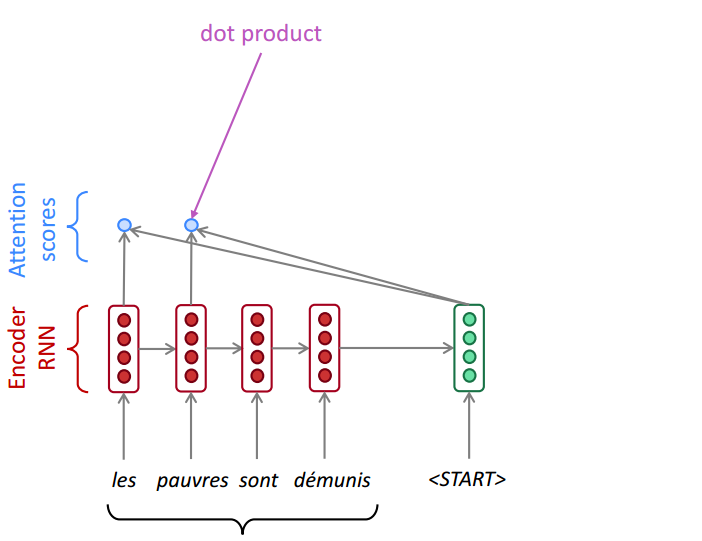 dot product
Attention
scores
Encoder
RNN
les pauvres sont démunis <START>